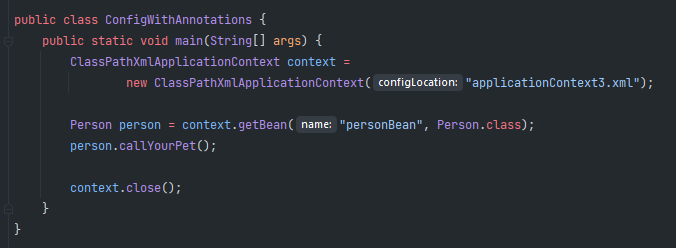 public class ConfigWithAnnotations {
    public static void main(String[] args) {
        ClassPathXmlApplicationContext context =
                new ClassPathXmlApplicationContext( configLocation: "applicationContext3.xml");
        Person person = context.getBean( name: "personBean", Person.class);
        person.callYourPet();
        context.close();
    }
}